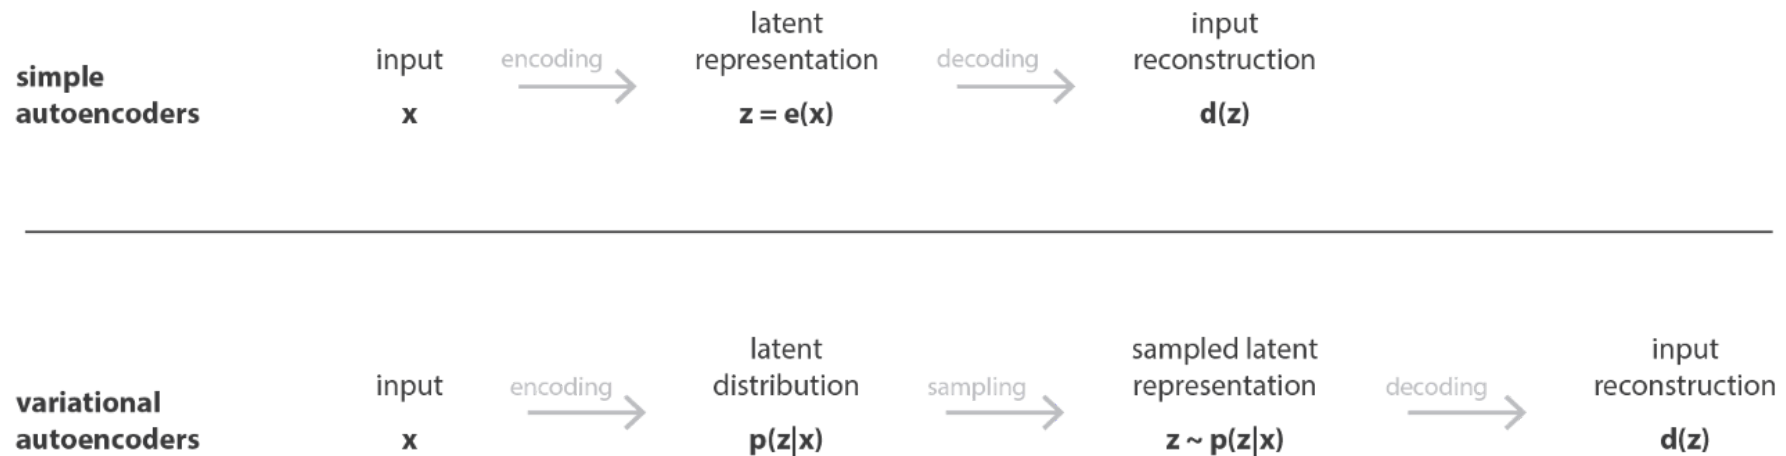 simple
autoencoders
input
x
encoding
latent
representation
z = e(x)
decoding
input
reconstruction
d(z)
variational
autoencoders
input
x
encoding
latent
distribution
p(z|x)
sampling
sampled latent
representation
z ~ p(z|x)
decoding
input
reconstruction
d(z)